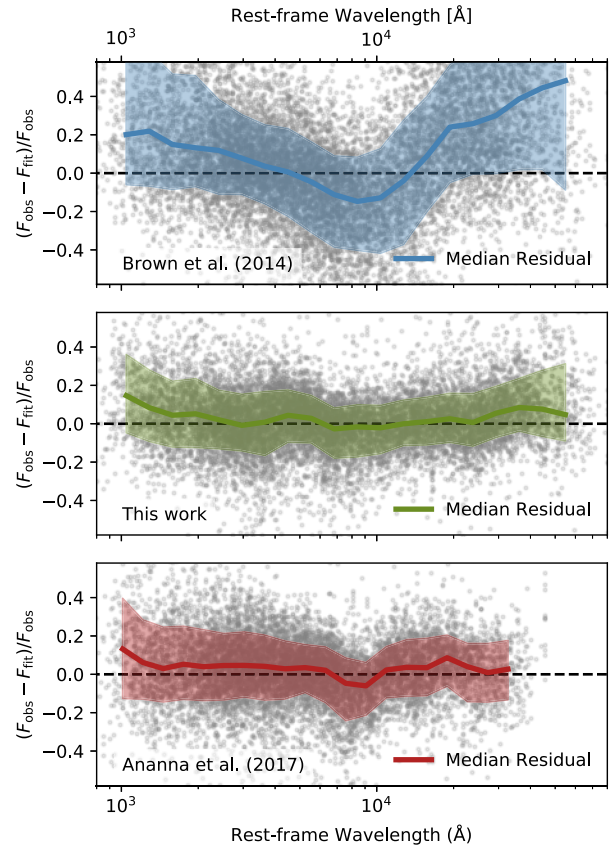 Rest-frame Wavelength [Å]
10³ 10⁴
(F_obs − F_fit)/F_obs
0.4
0.2
0.0
−0.2
−0.4
Brown et al. (2014)
Median Residual
(F_obs − F_fit)/F_obs
0.4
0.2
0.0
−0.2
−0.4
This work
Median Residual
(F_obs − F_fit)/F_obs
0.4
0.2
0.0
−0.2
−0.4
Ananna et al. (2017)
Median Residual
10³ 10⁴
Rest-frame Wavelength (Å)